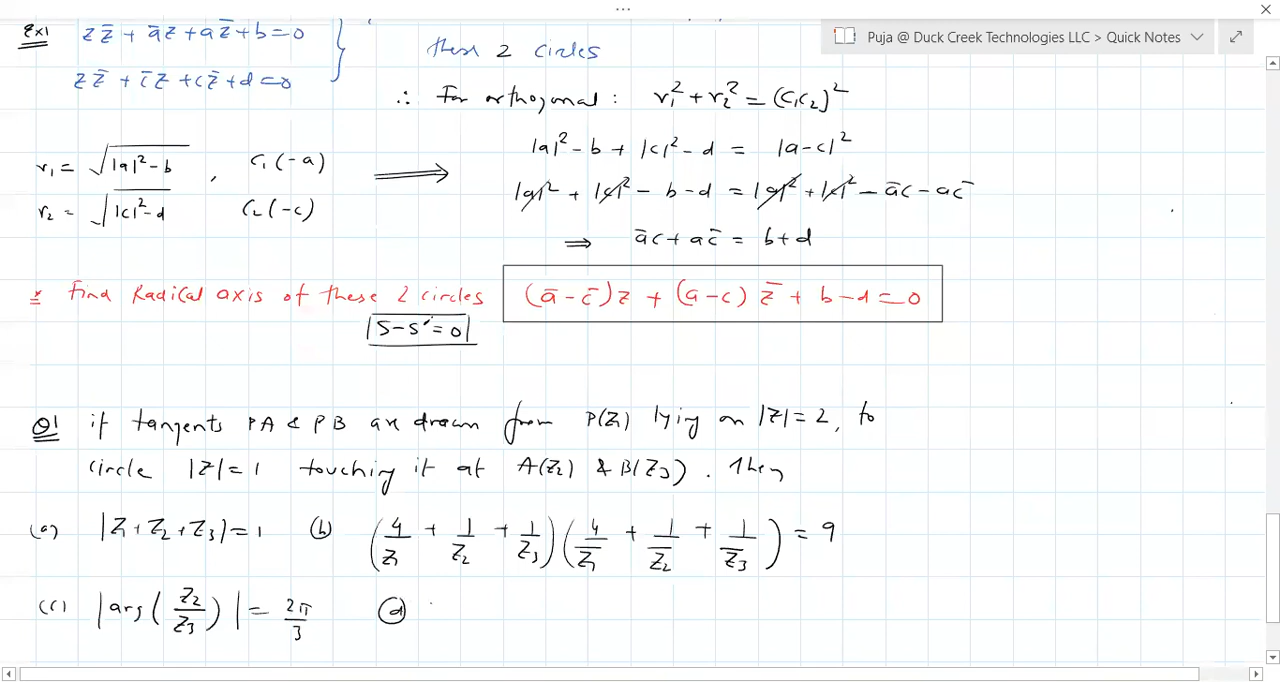 ...
Puja @ Duck Creek Technologies LLC > Quick Notes
Ex1 zz̄ + āz + az̄ + b = 0
zz̄ + c̄z + cz̄ + d = 0
these 2 circles
∴ For orthogonal : r₁² + r₂² = (C₁C₂)²
r₁ = √(|a|² - b) , C₁(-a)
r₂ = √(|c|² - d) C₂(-c)
⟹ |a|² - b + |c|² - d = |a-c|²
|a|² + |c|² - b - d = |a|² + |c|² - āc - ac̄
⇒ āc + ac̄ = b + d
* Find Radical axis of these 2 circles (ā - c̄)z + (a-c) z̄ + b - d = 0
S - S' = 0
Q1 if tangents PA & PB are drawn from P(Z₁) lying on |Z| = 2, to
circle |Z| = 1 touching it at A(Z₂) & B(Z₃). Then
(a) |Z₁ + Z₂ + Z₃| = 1 (b) (4/Z₁ + 1/Z₂ + 1/Z₃)(4/Z̄₁ + 1/Z̄₂ + 1/Z̄₃) = 9
(c) |arg(Z₂/Z₃)| = 2π/3 (d)